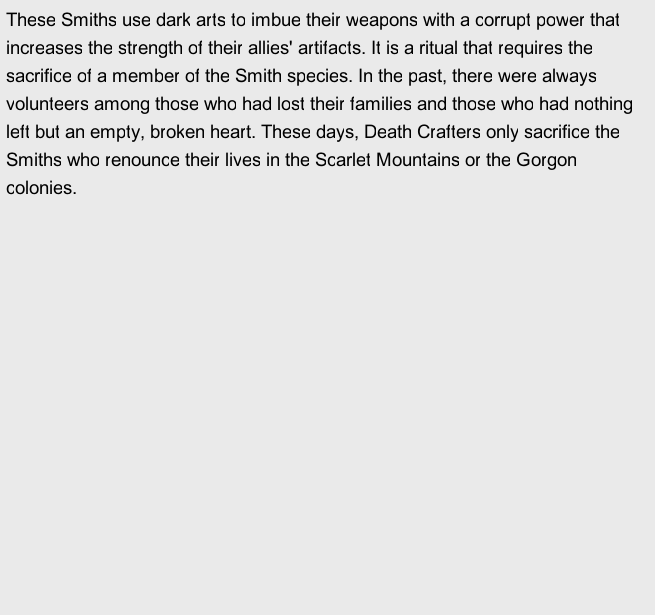 These Smiths use dark arts to imbue their weapons with a corrupt power that
increases the strength of their allies' artifacts. It is a ritual that requires the
sacrifice of a member of the Smith species. In the past, there were always
volunteers among those who had lost their families and those who had nothing
left but an empty, broken heart. These days, Death Crafters only sacrifice the
Smiths who renounce their lives in the Scarlet Mountains or the Gorgon
colonies.